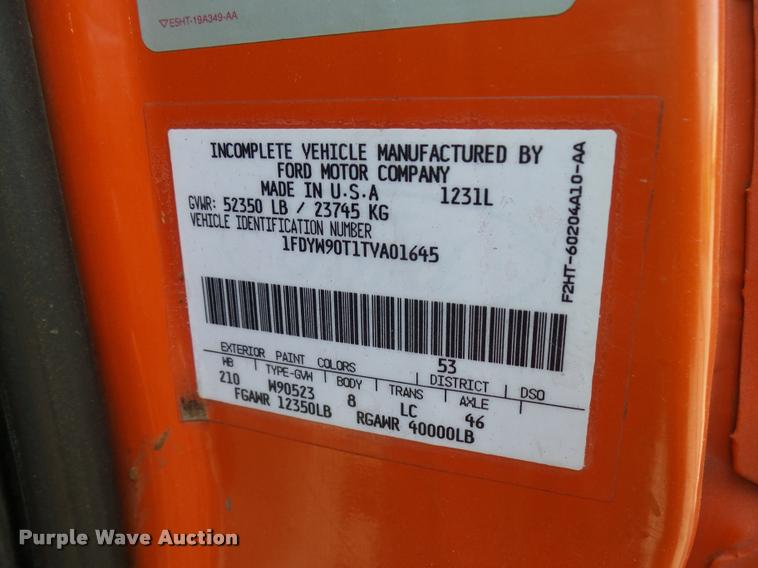 ▽E5HT-19A349-AA
INCOMPLETE VEHICLE MANUFACTURED BY
FORD MOTOR COMPANY
MADE IN U.S.A 1231L
GVWR: 52350 LB / 23745 KG
VEHICLE IDENTIFICATION NUMBER
1FDYW90T1TVA01645
F2HT-60204A10-AA
EXTERIOR PAINT COLORS 53
WB TYPE-GVW BODY TRANS AXLE DISTRICT DSO
210 W90523 8 LC 46
FGAWR 12350LB RGAWR 40000LB
Purple Wave Auction